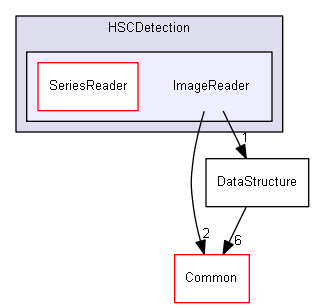 HSCDetection
SeriesReader
ImageReader
1
DataStructure
2
6
Common